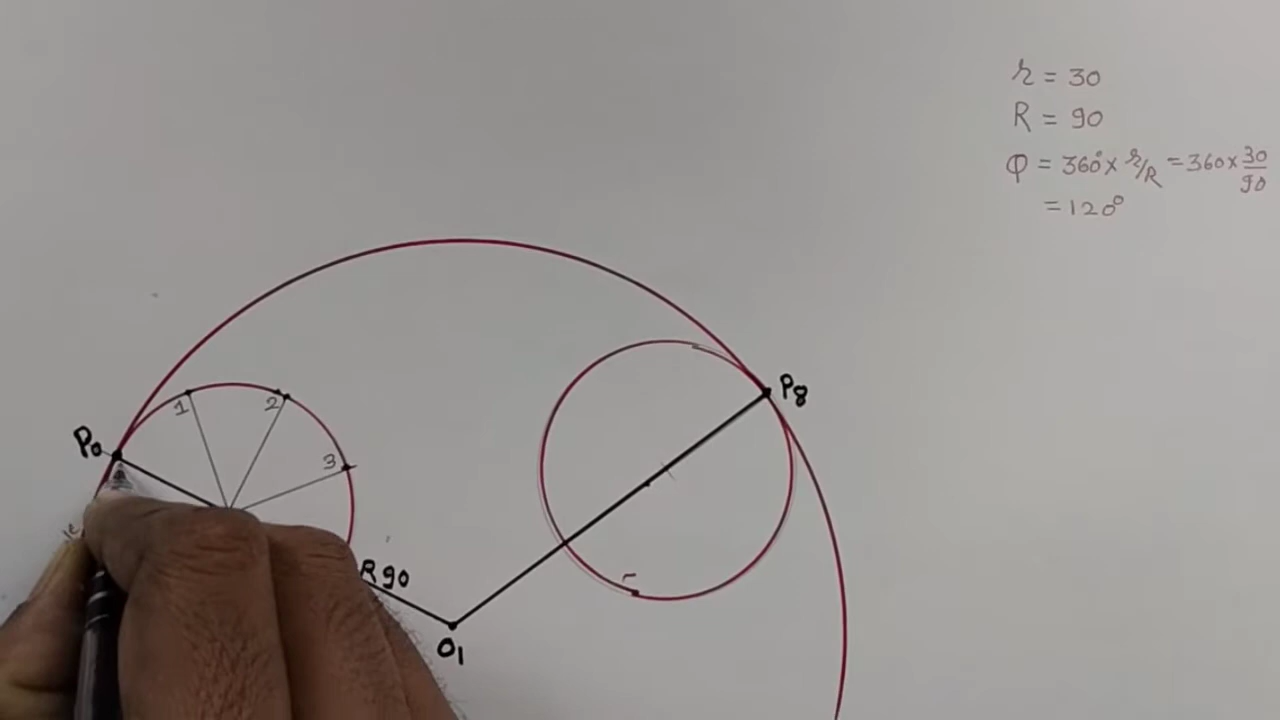 r = 30
R = 90
φ = 360° × r/R = 360 × 30/90
= 120°
P8
1
2
P0
3
R90
O1